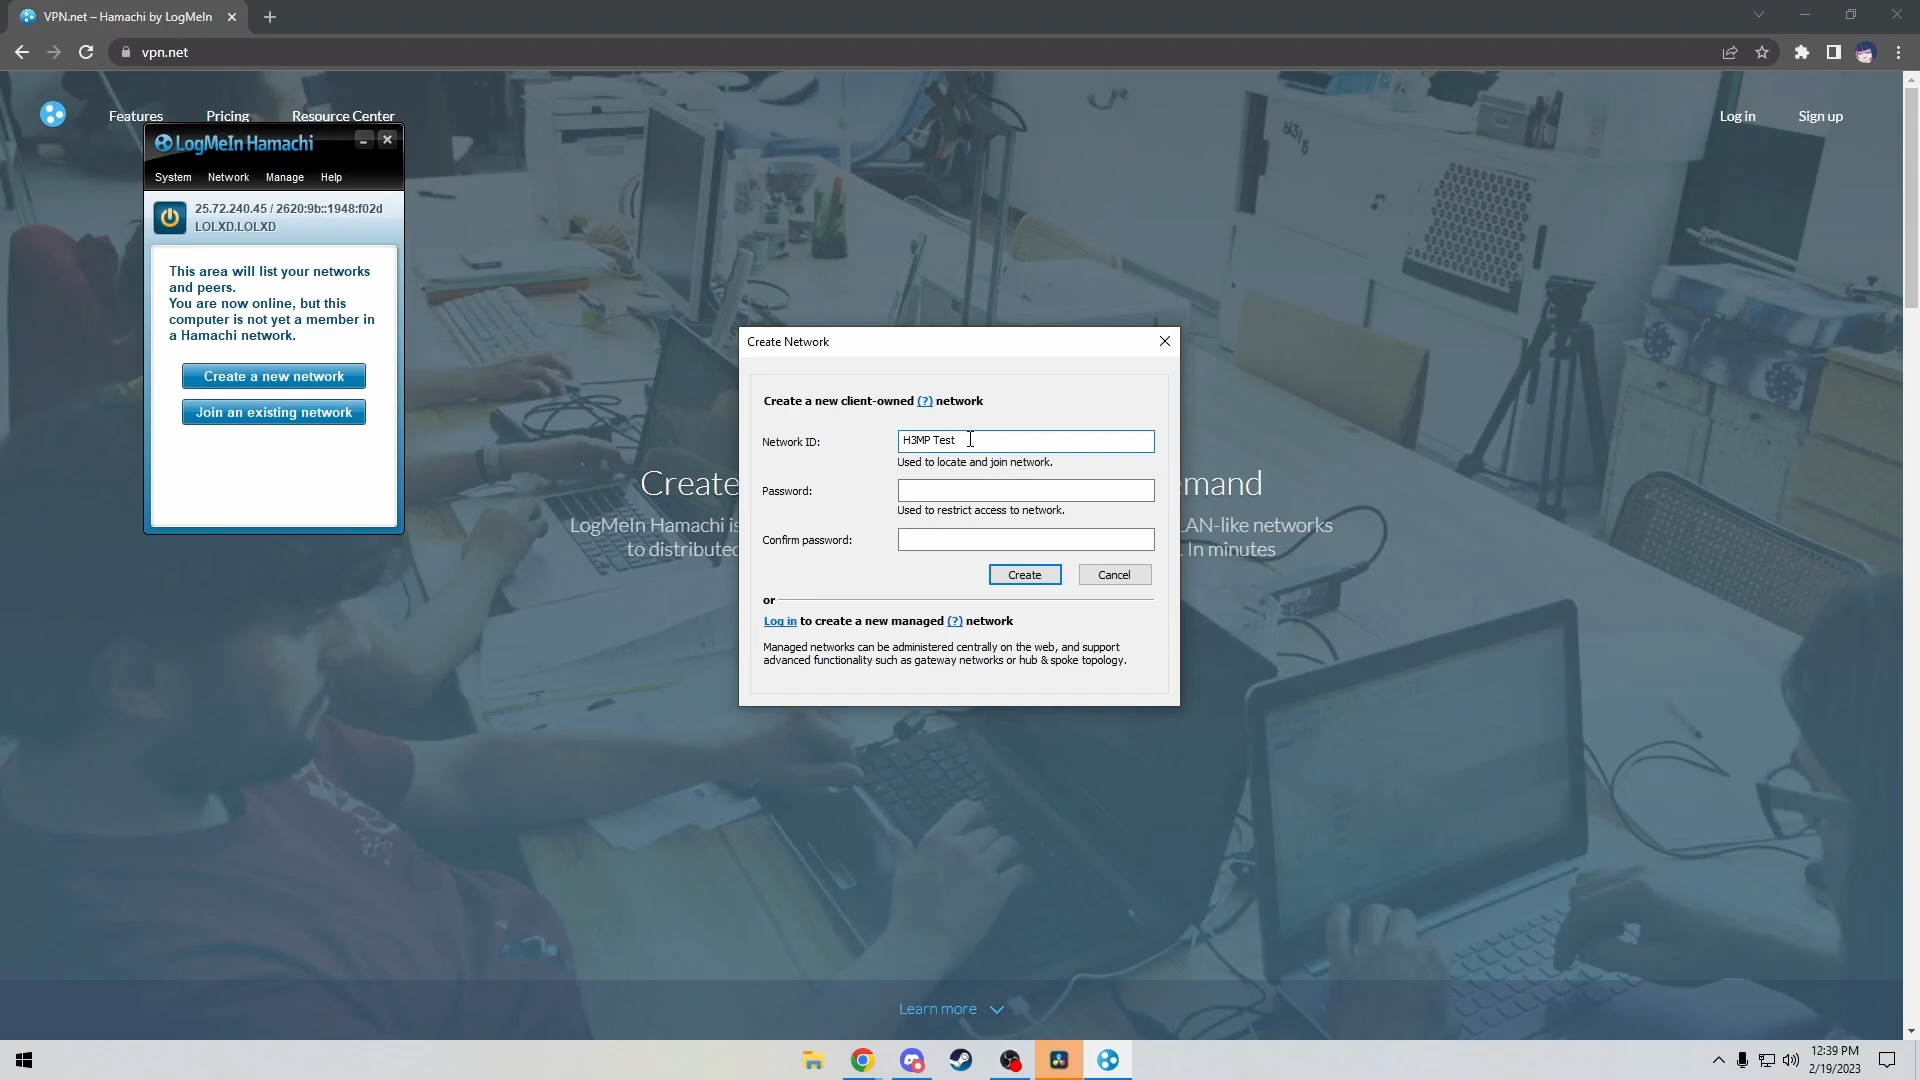 VPN.net – Hamachi by LogMeIn
vpn.net
Features
Pricing
Resource Center
Log in
Sign up
LogMeIn Hamachi
System
Network
Manage
Help
25.72.240.45 / 2620:9b::1948:f02d
LOLXD.LOLXD
This area will list your networks
and peers.
You are now online, but this
computer is not yet a member in
a Hamachi network.
Create a new network
Join an existing network
Create Network
Create a new client-owned (?) network
Network ID:
H3MP Test
Used to locate and join network.
Password:
Used to restrict access to network.
Confirm password:
Create
Cancel
or
Log in to create a new managed (?) network
Managed networks can be administered centrally on the web, and support
advanced functionality such as gateway networks or hub & spoke topology.
Create
LogMeIn Hamachi is
LAN-like networks
to distributed
. In minutes
Learn more
12:39 PM
2/19/2023